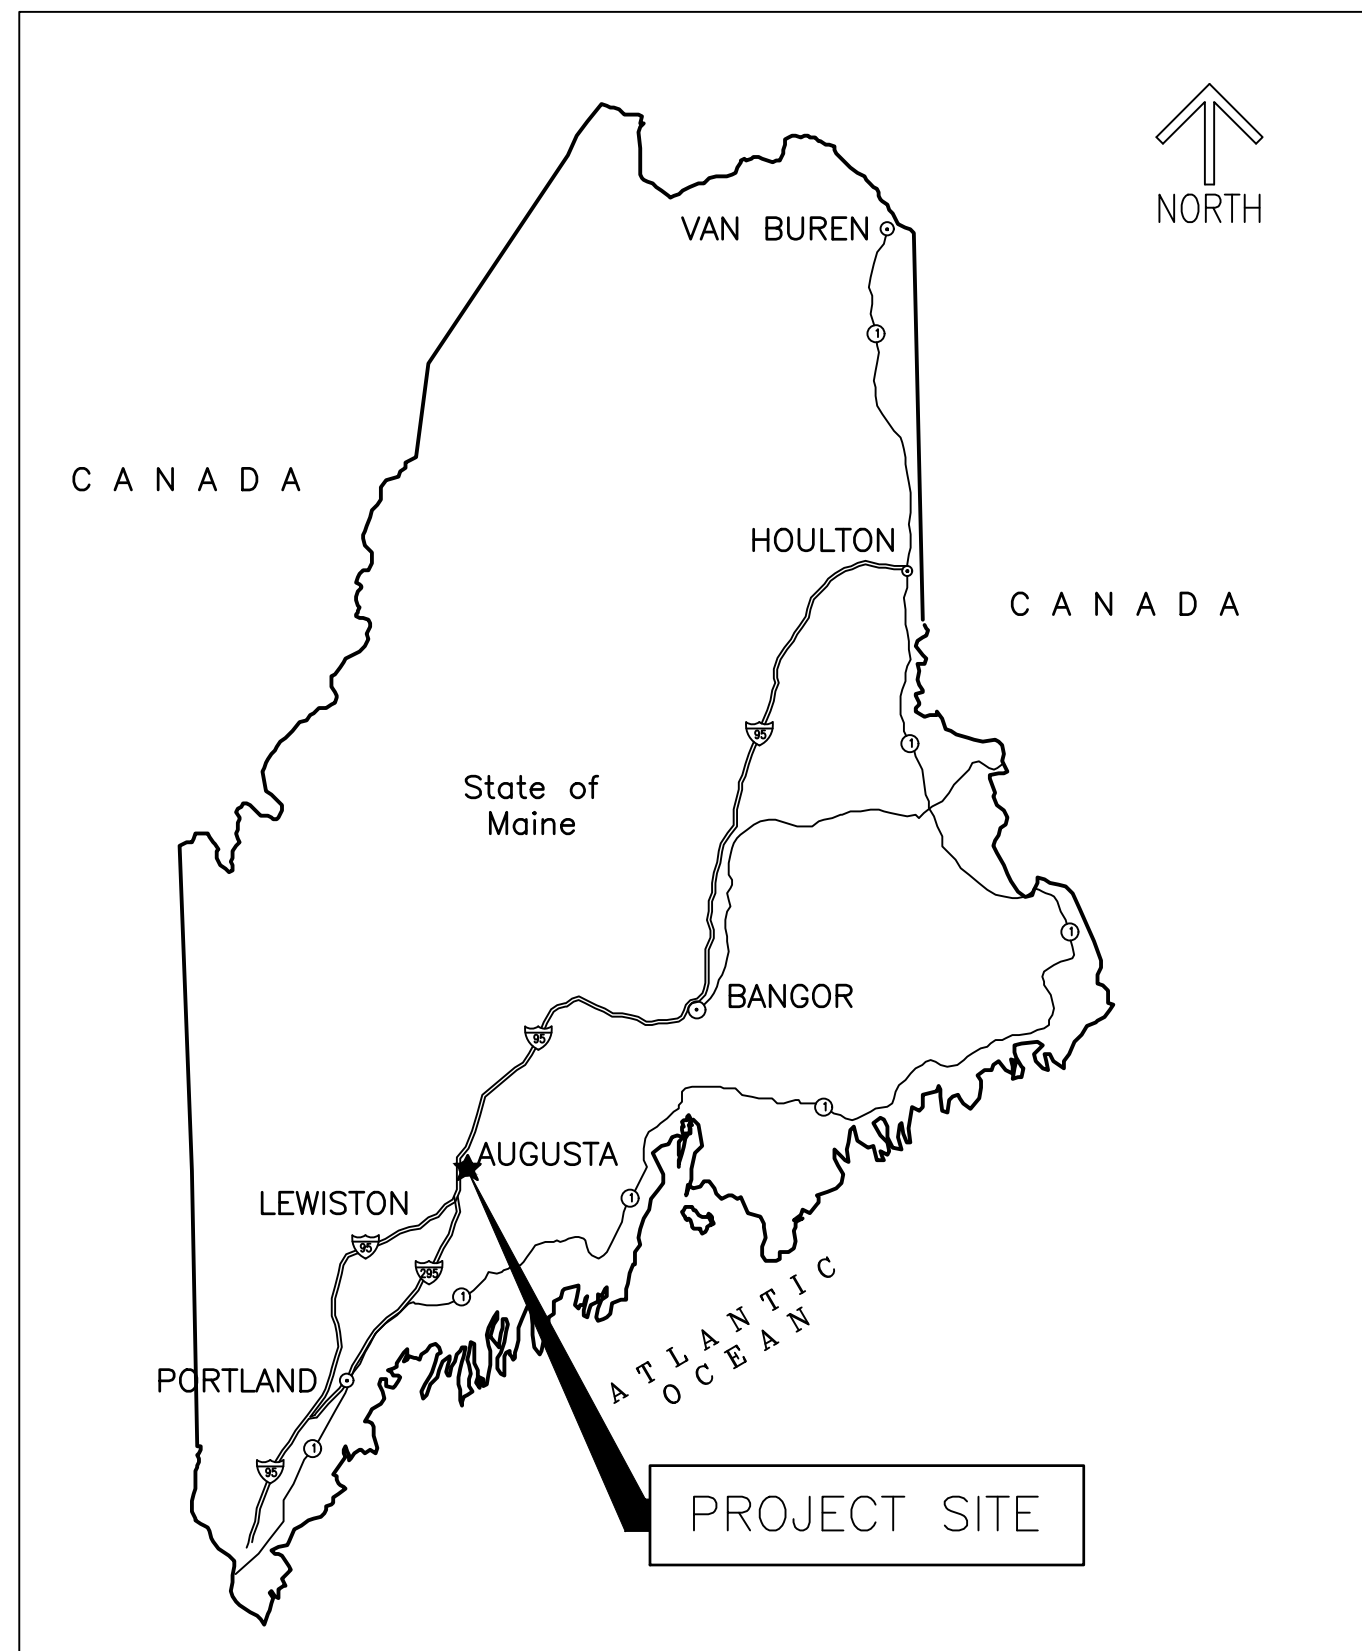 NORTH
VAN BUREN
1
CANADA
HOULTON
CANADA
95
1
State of
Maine
1
BANGOR
95
1
AUGUSTA
LEWISTON
1
95
295
1
ATLANTIC
OCEAN
PORTLAND
1
95
PROJECT SITE